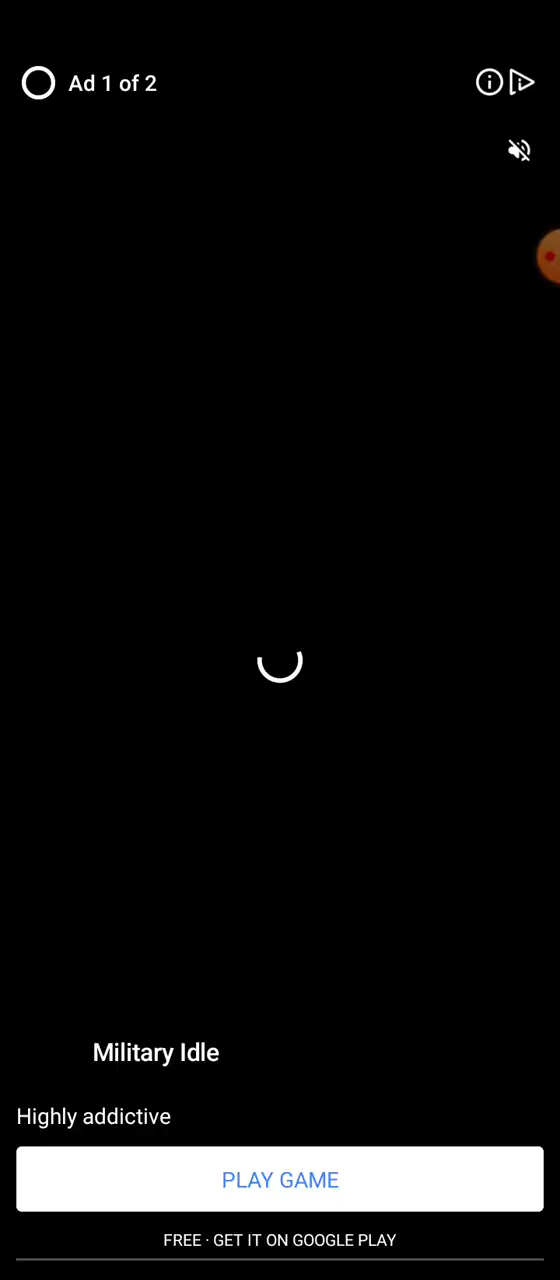 Ad 1 of 2
Military Idle
Highly addictive
PLAY GAME
FREE · GET IT ON GOOGLE PLAY